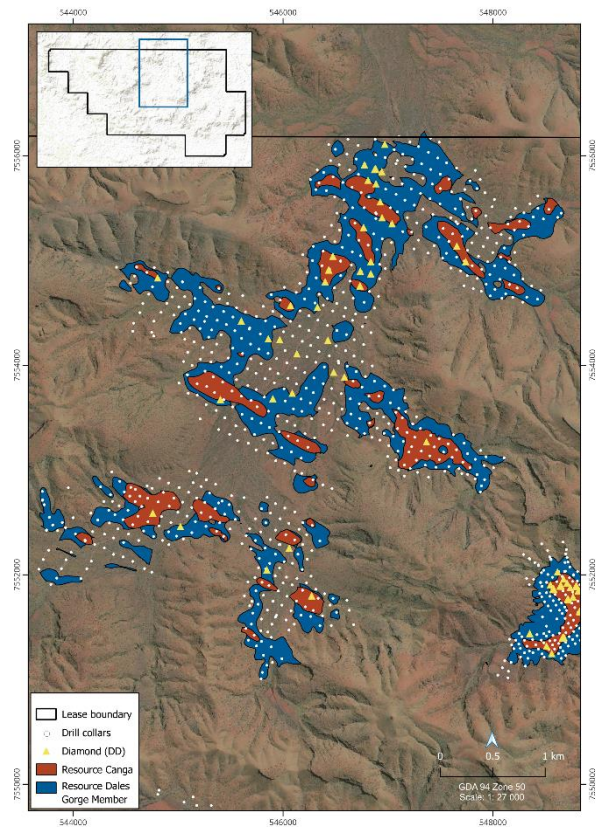 544000
546000
548000
7556000
7556000
7554000
7554000
7552000
7552000
7550000
7550000
Lease boundary
Drill collars
Diamond (DD)
Resource Canga
Resource Dales
Gorge Member
0 0.5 1 km
GDA 94 Zone 50
Scale: 1: 27 000
544000
546000
548000